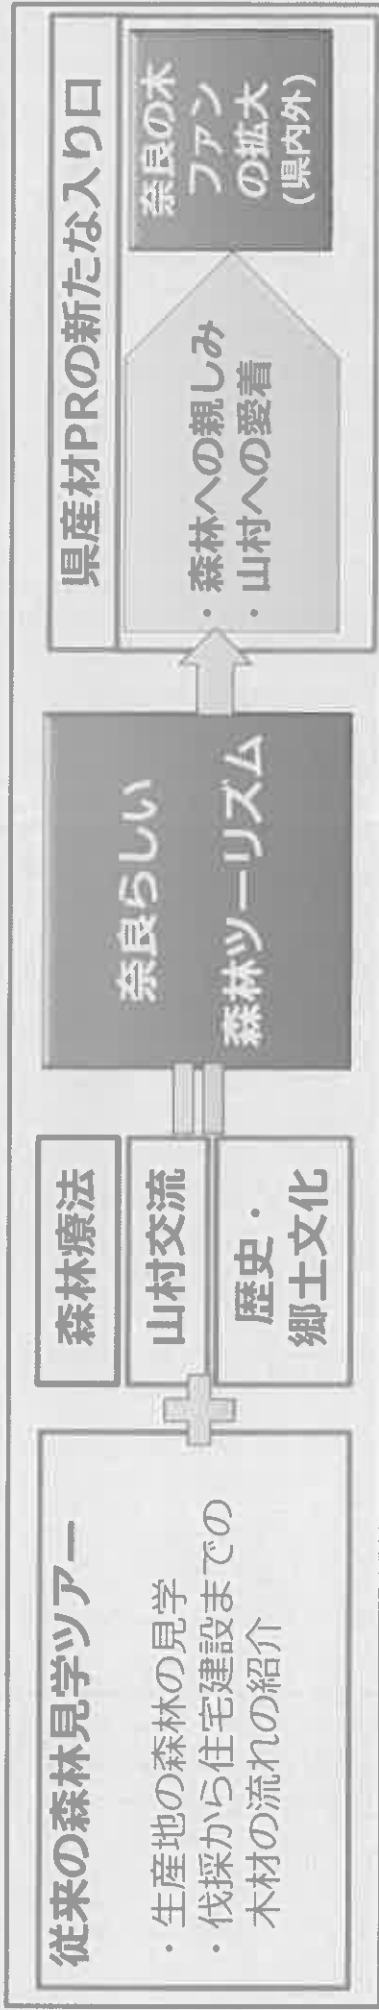 従来の森林見学ツアー
・生産地の森林の見学
・伐採から住宅建設までの
木材の流れの紹介
森林療法
山村交流
歴史・
郷土文化
奈良らしい
森林ツーリズム
県産材PRの新たな入り口
・森林への親しみ
・山村への愛着
奈良の木
ファン
の拡大
(県内外)